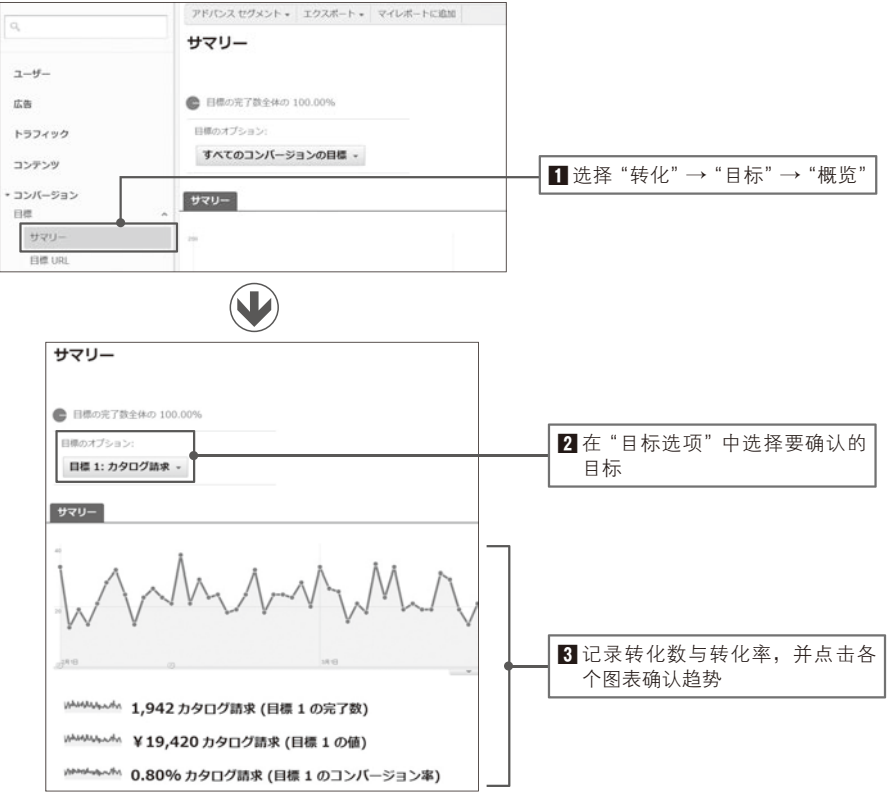 アドバンス セグメント エクスポート マイレポートに追加
サマリー
ユーザー
広告
トラフィック
コンテンツ
コンバージョン
目標
サマリー
目標 URL
目標の完了数全体の 100.00%
目標のオプション:
すべてのコンバージョンの目標
サマリー
1 选择“转化”→“目标”→“概览”
サマリー
目標の完了数全体の 100.00%
目標のオプション:
目標 1: カタログ請求
2 在“目标选项”中选择要确认的
目标
サマリー
40
20
3 记录转化数与转化率，并点击各
个图表确认趋势
1,942 カタログ請求 (目標 1 の完了数)
¥19,420 カタログ請求 (目標 1 の値)
0.80% カタログ請求 (目標 1 のコンバージョン率)